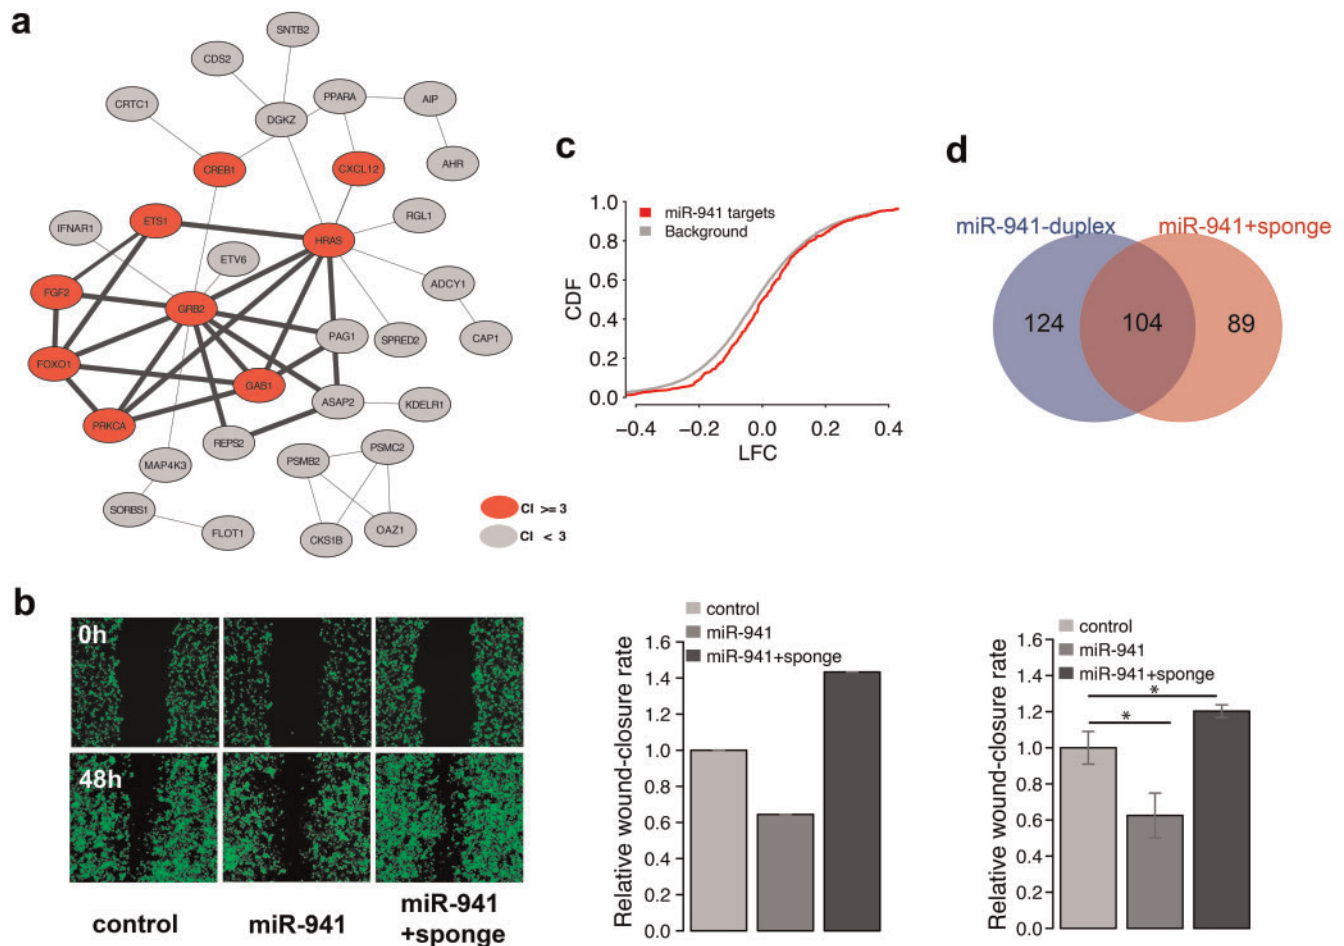 a
SNTB2
CDS2
PPARA
AIP
CRTC1
DGKZ
CREB1
CXCL12
AHR
ETS1
RGL1
IFNAR1
HRAS
ETV6
ADCY1
FGF2
GRB2
PAG1
SPRED2
CAP1
FOXO1
GAB1
ASAP2
KDELR1
PRKCA
REPS2
MAP4K3
PSMB2
PSMC2
SORBS1
FLOT1
CKS1B
OAZ1
CI >= 3
CI < 3
c
miR-941 targets
Background
CDF
1.0
0.8
0.6
0.4
0.2
0.0
−0.4 −0.2 0.0 0.2 0.4
LFC
d
miR-941-duplex miR-941+sponge
124 104 89
b
0h
48h
control
miR-941
miR-941
+sponge
control
miR-941
miR-941+sponge
Relative wound-closure rate
1.6
1.4
1.2
1.0
0.8
0.6
0.4
0.2
0.0
control
miR-941
miR-941+sponge
Relative wound-closure rate
1.6
1.4
1.2
1.0
0.8
0.6
0.4
0.2
0.0
*
*